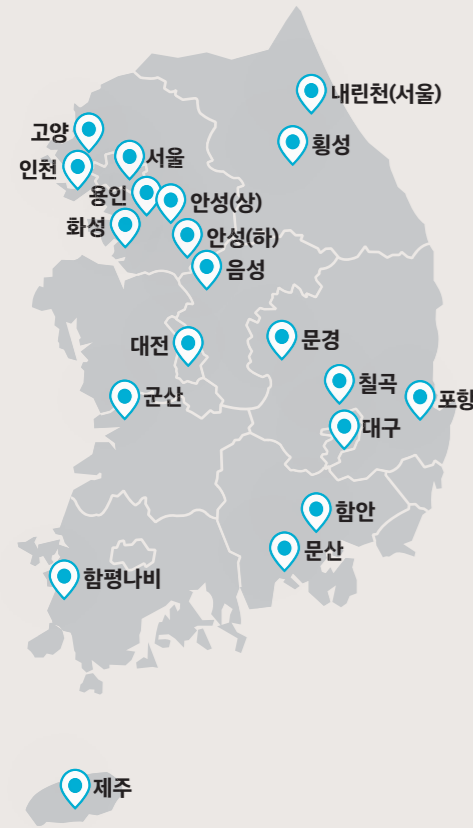 내린천(서울)
고양
횡성
인천
서울
용인
안성(상)
화성
안성(하)
음성
대전
문경
칠곡
군산
포항
대구
함안
문산
함평나비
제주